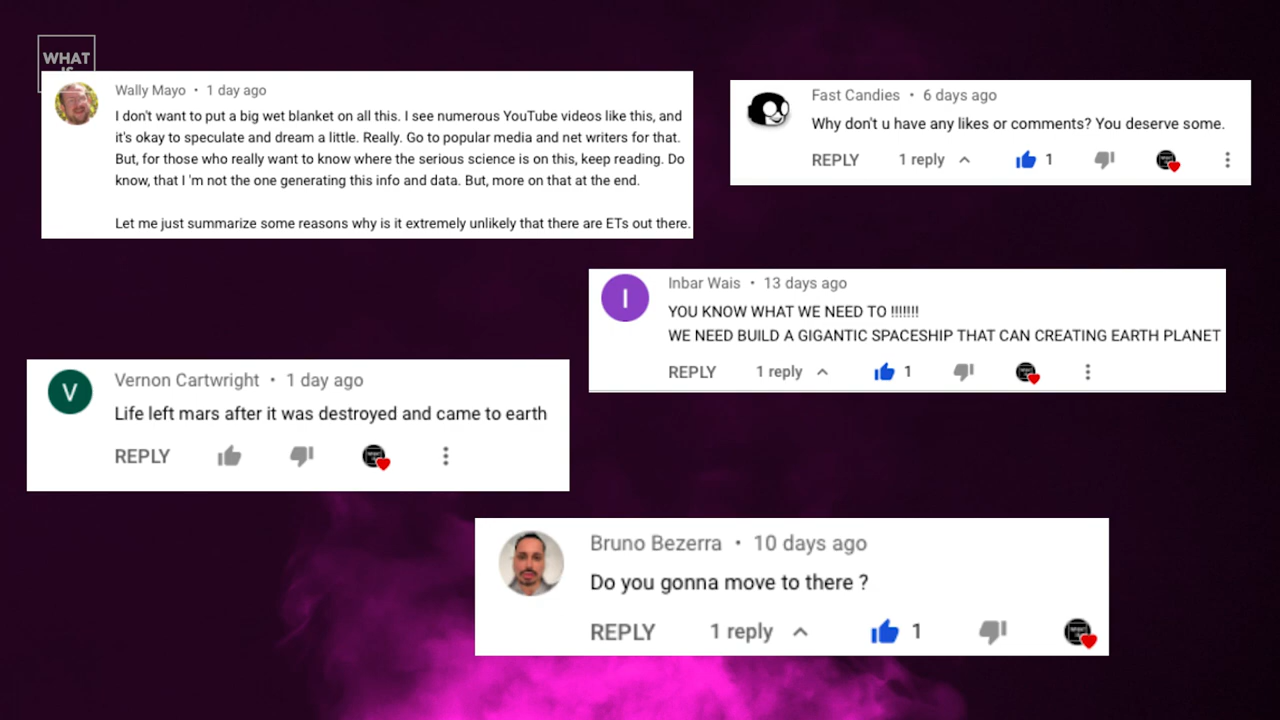 WHAT
IS
Wally Mayo • 1 day ago
I don't want to put a big wet blanket on all this. I see numerous YouTube videos like this, and
it's okay to speculate and dream a little. Really. Go to popular media and net writers for that.
But, for those who really want to know where the serious science is on this, keep reading. Do
know, that I 'm not the one generating this info and data. But, more on that at the end.
Let me just summarize some reasons why is it extremely unlikely that there are ETs out there.
Fast Candies • 6 days ago
Why don't u have any likes or comments? You deserve some.
REPLY 1 reply 1
I
Inbar Wais • 13 days ago
YOU KNOW WHAT WE NEED TO !!!!!!!
WE NEED BUILD A GIGANTIC SPACESHIP THAT CAN CREATING EARTH PLANET
REPLY 1 reply 1
V
Vernon Cartwright • 1 day ago
Life left mars after it was destroyed and came to earth
REPLY
Bruno Bezerra • 10 days ago
Do you gonna move to there ?
REPLY 1 reply 1